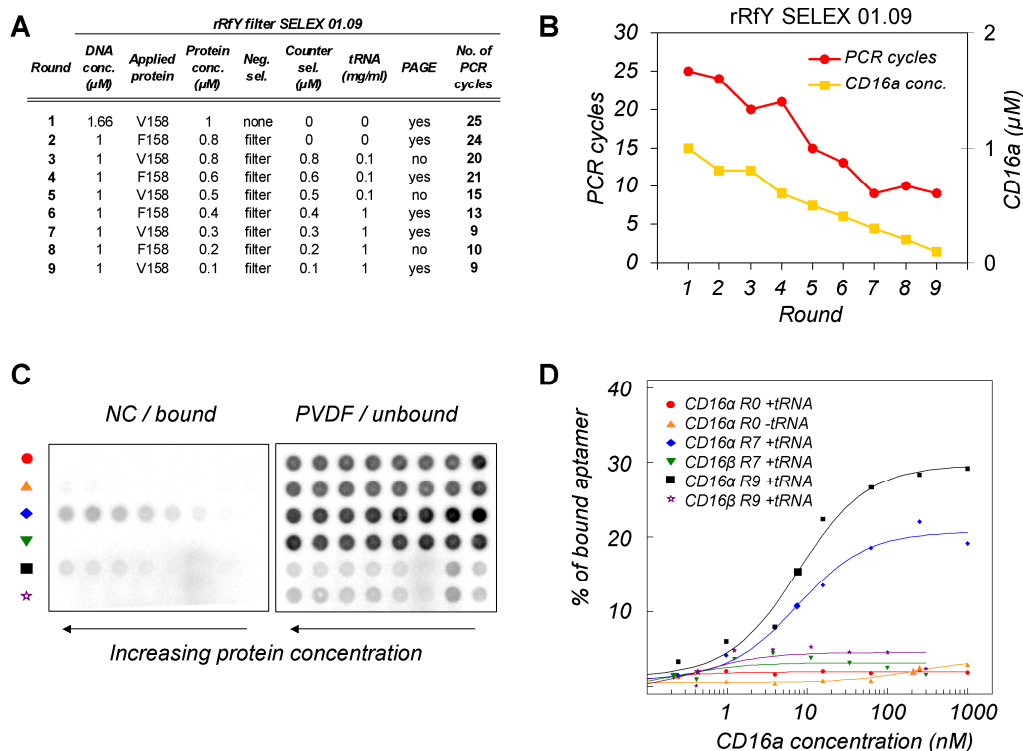 A
rRfY filter SELEX 01.09
Round DNA conc. (µM) Applied protein Protein conc. (µM) Neg. sel. Counter sel. (µM) tRNA (mg/ml) PAGE No. of PCR cycles
1 1.66 V158 1 none 0 0 yes 25
2 1 F158 0.8 filter 0 0 yes 24
3 1 V158 0.8 filter 0.8 0.1 no 20
4 1 F158 0.6 filter 0.6 0.1 yes 21
5 1 V158 0.5 filter 0.5 0.1 no 15
6 1 F158 0.4 filter 0.4 1 yes 13
7 1 V158 0.3 filter 0.3 1 yes 9
8 1 F158 0.2 filter 0.2 1 no 10
9 1 V158 0.1 filter 0.1 1 yes 9
B
rRfY SELEX 01.09
PCR cycles
CD16a conc.
30
25
20
15
10
5
0
PCR cycles
2
1
0
CD16a (µM)
1 2 3 4 5 6 7 8 9
Round
C
NC / bound PVDF / unbound
Increasing protein concentration
D
CD16α R0 +tRNA
CD16α R0 -tRNA
CD16α R7 +tRNA
CD16β R7 +tRNA
CD16α R9 +tRNA
CD16β R9 +tRNA
40
30
20
10
% of bound aptamer
1 10 100 1000
CD16a concentration (nM)